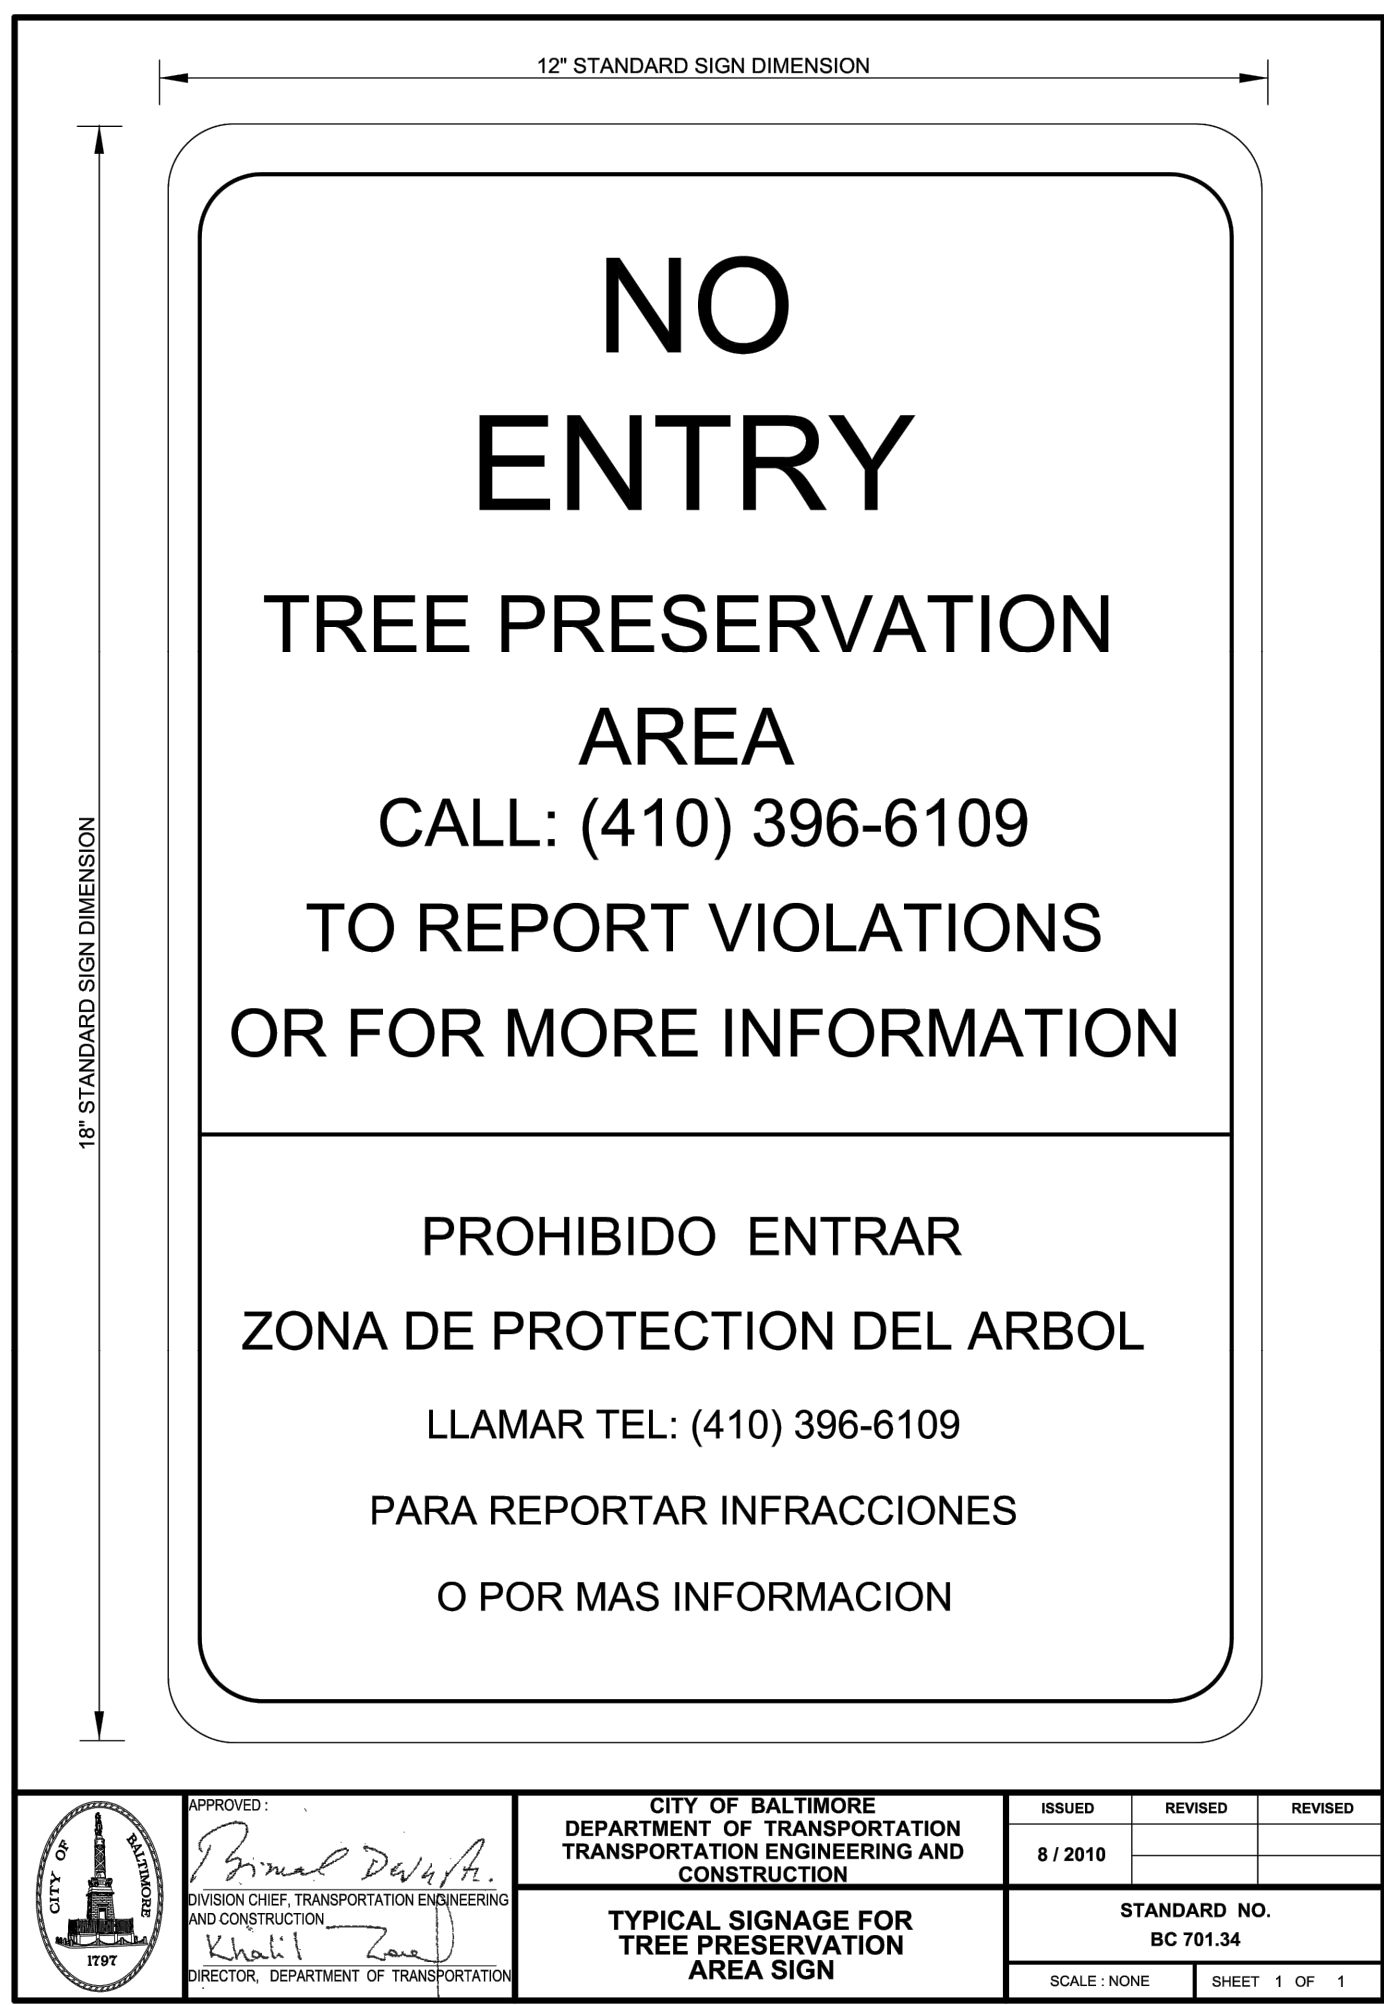 12" STANDARD SIGN DIMENSION
18" STANDARD SIGN DIMENSION
NO
ENTRY
TREE PRESERVATION
AREA
CALL: (410) 396-6109
TO REPORT VIOLATIONS
OR FOR MORE INFORMATION
PROHIBIDO ENTRAR
ZONA DE PROTECTION DEL ARBOL
LLAMAR TEL: (410) 396-6109
PARA REPORTAR INFRACCIONES
O POR MAS INFORMACION
CITY OF BALTIMORE
1797
APPROVED :
Bimal
DIVISION CHIEF, TRANSPORTATION ENGINEERING
AND CONSTRUCTION
Khalil
DIRECTOR, DEPARTMENT OF TRANSPORTATION
CITY OF BALTIMORE
DEPARTMENT OF TRANSPORTATION
TRANSPORTATION ENGINEERING AND
CONSTRUCTION
TYPICAL SIGNAGE FOR
TREE PRESERVATION
AREA SIGN
ISSUED REVISED REVISED
8 / 2010
STANDARD NO.
BC 701.34
SCALE : NONE SHEET 1 OF 1